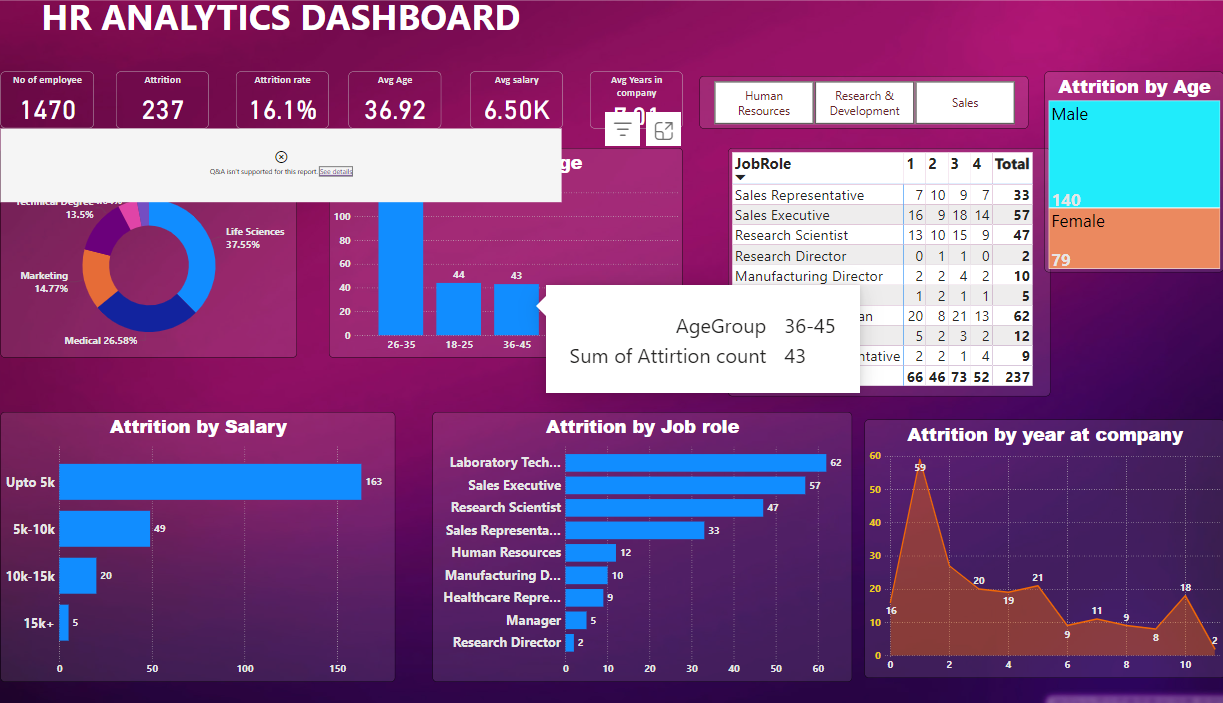 HR ANALYTICS DASHBOARD
No of employee
1470
Attrition
237
Attrition rate
16.1%
Avg Age
36.92
Avg salary
6.50K
Avg Years in
company
Human
Resources
Research &
Development
Sales
Attrition by Age
Male
140
Female
79
Q&A isn't supported for this report. See details
ge
13.5%
Life Sciences
37.55%
Marketing
14.77%
Medical 26.58%
100
80
60
40
20
0
44
43
26-35
18-25
36-45
AgeGroup 36-45
Sum of Attirtion count 43
JobRole 1 2 3 4 Total
Sales Representative 7 10 9 7 33
Sales Executive 16 9 18 14 57
Research Scientist 13 10 15 9 47
Research Director 0 1 1 0 2
Manufacturing Director 2 2 4 2 10
1 2 1 1 5
an 20 8 21 13 62
5 2 3 2 12
ntative 2 2 1 4 9
66 46 73 52 237
Attrition by Salary
Upto 5k 163
5k-10k 49
10k-15k 20
15k+ 5
0 50 100 150
Attrition by Job role
Laboratory Tech... 62
Sales Executive 57
Research Scientist 47
Sales Representa... 33
Human Resources 12
Manufacturing D... 10
Healthcare Repre... 9
Manager 5
Research Director 2
0 10 20 30 40 50 60
Attrition by year at company
60
50
40
30
20
10
0
16
59
20
19
21
9
11
9
8
18
2
0 2 4 6 8 10